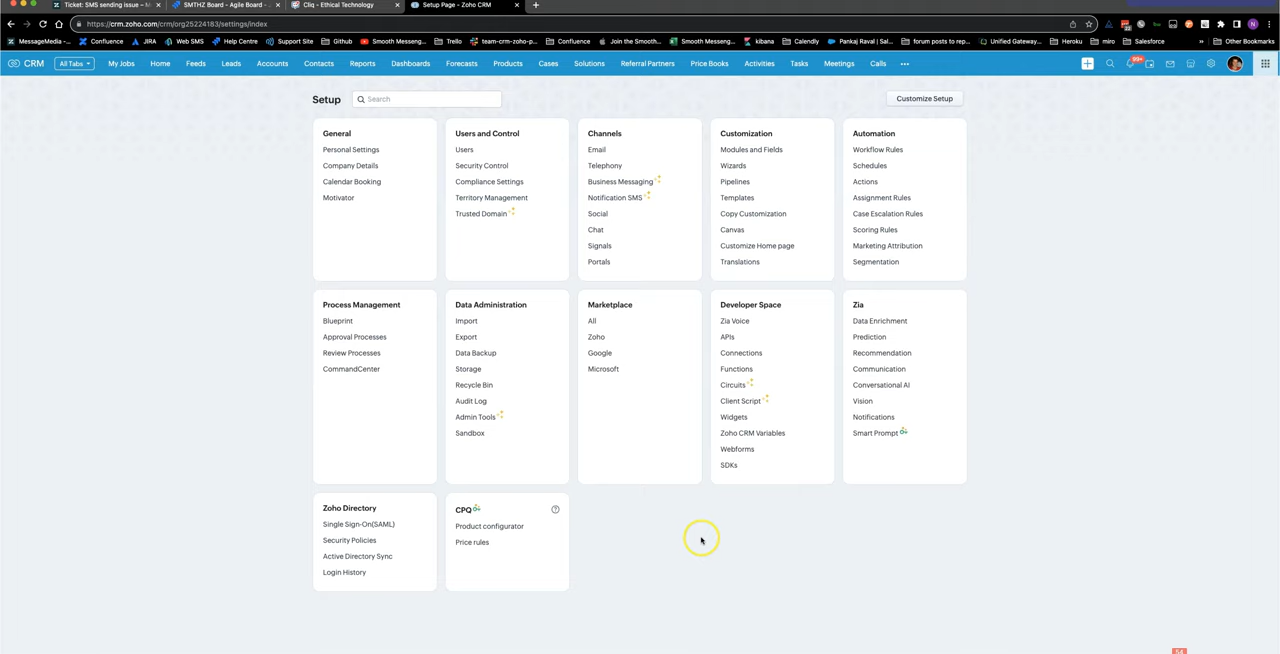 Ticket: SMS sending issue – M
SMTHZ Board - Agile Board -
Cliq - Ethical Technology
Setup Page - Zoho CRM
https://crm.zoho.com/crm/org25224183/settings/index
MessageMedia -...
Confluence
JIRA
Web SMS
Help Centre
Support Site
Github
Smooth Messeng...
Trello
team-crm-zoho-p...
Confluence
Join the Smooth...
Smooth Messeng...
kibana
Calendly
Pankaj Raval | Sal...
forum posts to rep...
Unified Gateway...
Heroku
miro
Salesforce
»
Other Bookmarks
CRM
All Tabs
My Jobs
Home
Feeds
Leads
Accounts
Contacts
Reports
Dashboards
Forecasts
Products
Cases
Solutions
Referral Partners
Price Books
Activities
Tasks
Meetings
Calls
•••
99+
Setup
Search
Customize Setup
General
Personal Settings
Company Details
Calendar Booking
Motivator
Users and Control
Users
Security Control
Compliance Settings
Territory Management
Trusted Domain
Channels
Email
Telephony
Business Messaging
Notification SMS
Social
Chat
Signals
Portals
Customization
Modules and Fields
Wizards
Pipelines
Templates
Copy Customization
Canvas
Customize Home page
Translations
Automation
Workflow Rules
Schedules
Actions
Assignment Rules
Case Escalation Rules
Scoring Rules
Marketing Attribution
Segmentation
Process Management
Blueprint
Approval Processes
Review Processes
CommandCenter
Data Administration
Import
Export
Data Backup
Storage
Recycle Bin
Audit Log
Admin Tools
Sandbox
Marketplace
All
Zoho
Google
Microsoft
Developer Space
Zia Voice
APIs
Connections
Functions
Circuits
Client Script
Widgets
Zoho CRM Variables
Webforms
SDKs
Zia
Data Enrichment
Prediction
Recommendation
Communication
Conversational AI
Vision
Notifications
Smart Prompt
Zoho Directory
Single Sign-On(SAML)
Security Policies
Active Directory Sync
Login History
CPQ
Product configurator
Price rules